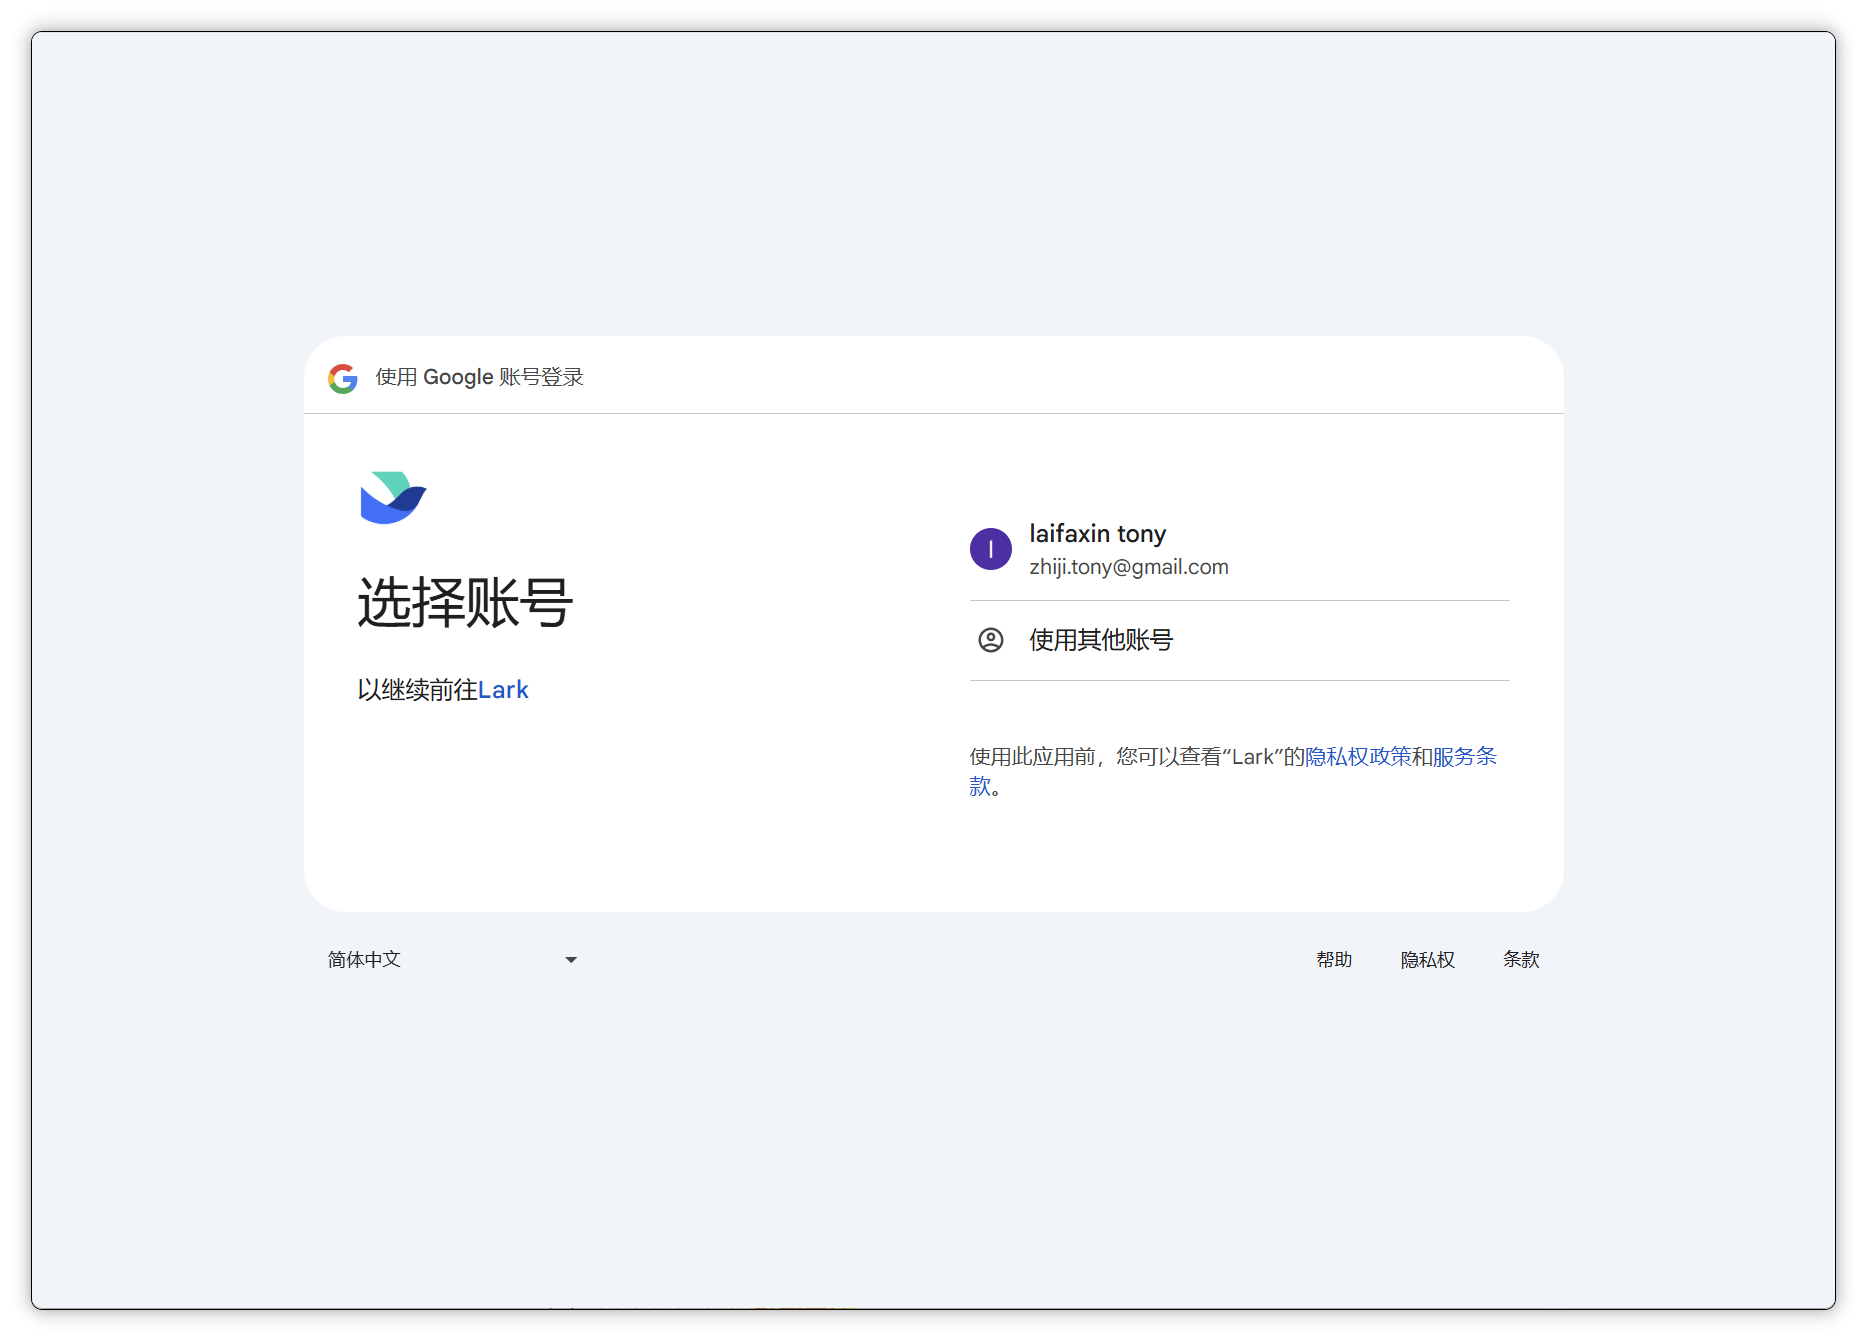 使用 Google 账号登录
选择账号
以继续前往Lark
l
laifaxin tony
zhiji.tony@gmail.com
使用其他账号
使用此应用前，您可以查看“Lark”的隐私权政策和服务条
款。
简体中文
帮助
隐私权
条款